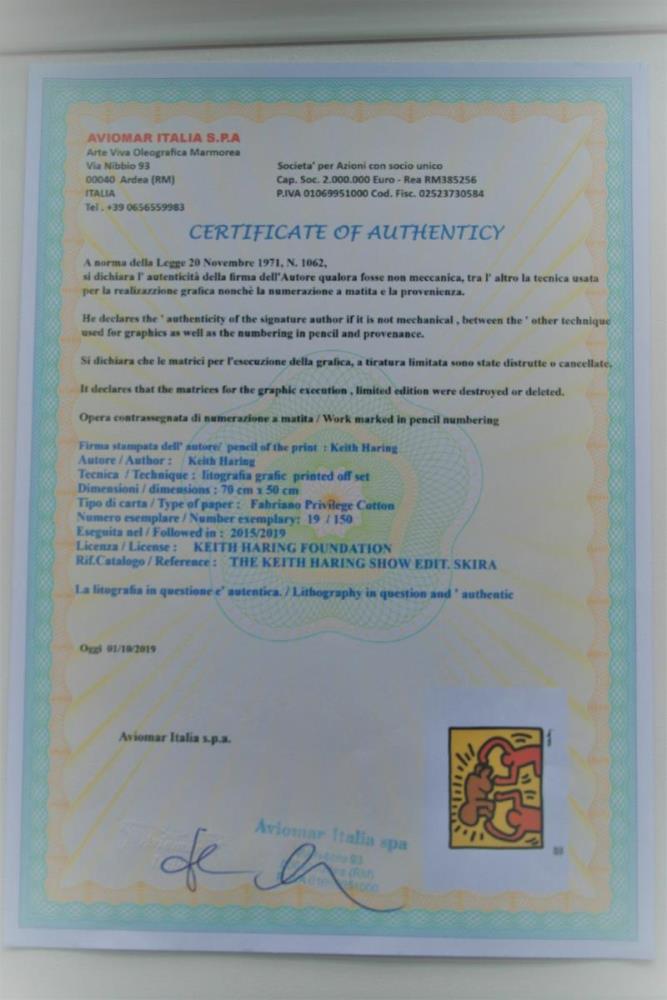 AVIOMAR ITALIA S.P.A
Arte Viva Oleografica Marmorea
Via Nibbio 93
00040 Ardea (RM)
ITALIA
Tel . +39 0656559983
Societa' per Azioni con socio unico
Cap. Soc. 2.000.000 Euro - Rea RM385256
P.IVA 01069951000 Cod. Fisc. 02523730584
CERTIFICATE OF AUTHENTICY
A norma della Legge 20 Novembre 1971, N. 1062,
si dichiara l' autenticità della firma dell'Autore qualora fosse non meccanica, tra l' altro la tecnica usata
per la realizazzione grafica nonchè la numerazione a matita e la provenienza.
He declares the ' authenticity of the signature author if it is not mechanical , between the ' other technique
used for graphics as well as the numbering in pencil and provenance.
Si dichiara che le matrici per l'esecuzione della grafica, a tiratura limitata sono state distrutte o cancellate.
It declares that the matrices for the graphic execution , limited edition were destroyed or deleted.
Opera contrassegnata di numerazione a matita / Work marked in pencil numbering
Firma stampata dell' autore/ pencil of the print : Keith Haring
Autore / Author : Keith Haring
Tecnica / Technique : litografia grafic printed off set
Dimensioni / dimensions : 70 cm x 50 cm
Tipo di carta / Type of paper : Fabriano Privilege Cotton
Numero esemplare / Number exemplary: 19 / 150
Eseguita nel / Followed in : 2015/2019
Licenza / License : KEITH HARING FOUNDATION
Rif.Catalogo / Reference : THE KEITH HARING SHOW EDIT. SKIRA
La litografia in questione e' autentica. / Lithography in question and ' authentic
Oggi 01/10/2019
Aviomar Italia s.p.a.
Aviomar Italia spa